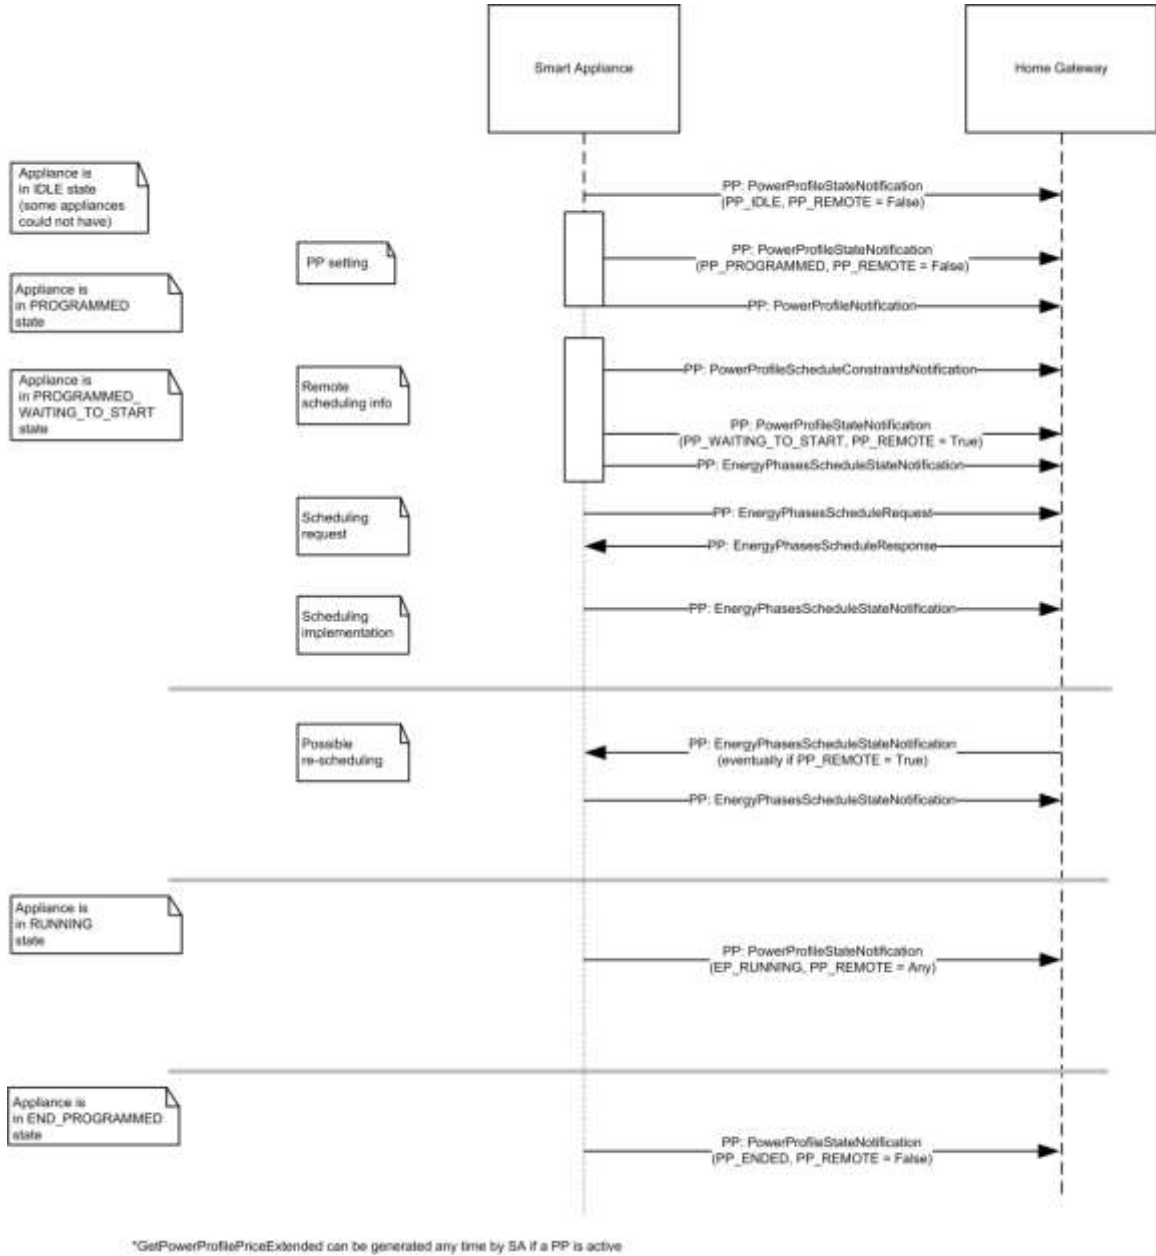 Smart Appliance
Home Gateway
Appliance is
in IDLE state
(some appliances
could not have)
PP: PowerProfileStateNotification
(PP_IDLE, PP_REMOTE = False)
PP setting
PP: PowerProfileStateNotification
(PP_PROGRAMMED, PP_REMOTE = False)
Appliance is
in PROGRAMMED
state
PP: PowerProfileNotification
Appliance is
in PROGRAMMED_
WAITING_TO_START
state
Remote
scheduling info
PP: PowerProfileScheduleConstraintsNotification
PP: PowerProfileStateNotification
(PP_WAITING_TO_START, PP_REMOTE = True)
PP: EnergyPhasesScheduleStateNotification
Scheduling
request
PP: EnergyPhasesScheduleRequest
PP: EnergyPhasesScheduleResponse
Scheduling
implementation
PP: EnergyPhasesScheduleStateNotification
Possible
re-scheduling
PP: EnergyPhasesScheduleStateNotification
(eventually if PP_REMOTE = True)
PP: EnergyPhasesScheduleStateNotification
Appliance is
in RUNNING
state
PP: PowerProfileStateNotification
(EP_RUNNING, PP_REMOTE = Any)
Appliance is
in END_PROGRAMMED
state
PP: PowerProfileStateNotification
(PP_ENDED, PP_REMOTE = False)
*GetPowerProfilePriceExtended can be generated any time by SA if a PP is active